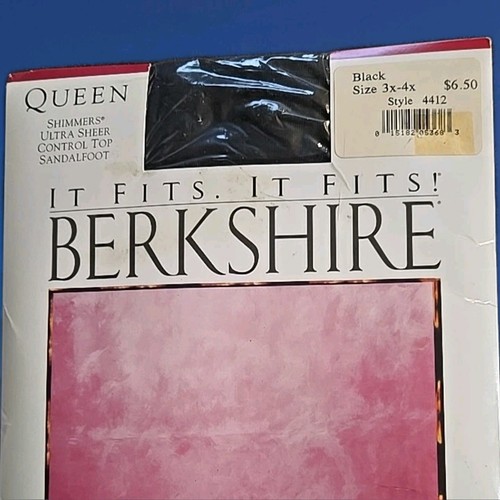 QUEEN
SHIMMERS®
ULTRA SHEER
CONTROL TOP
SANDALFOOT
Black
Size 3x-4x $6.50
Style 4412
IT FITS. IT FITS!
BERKSHIRE